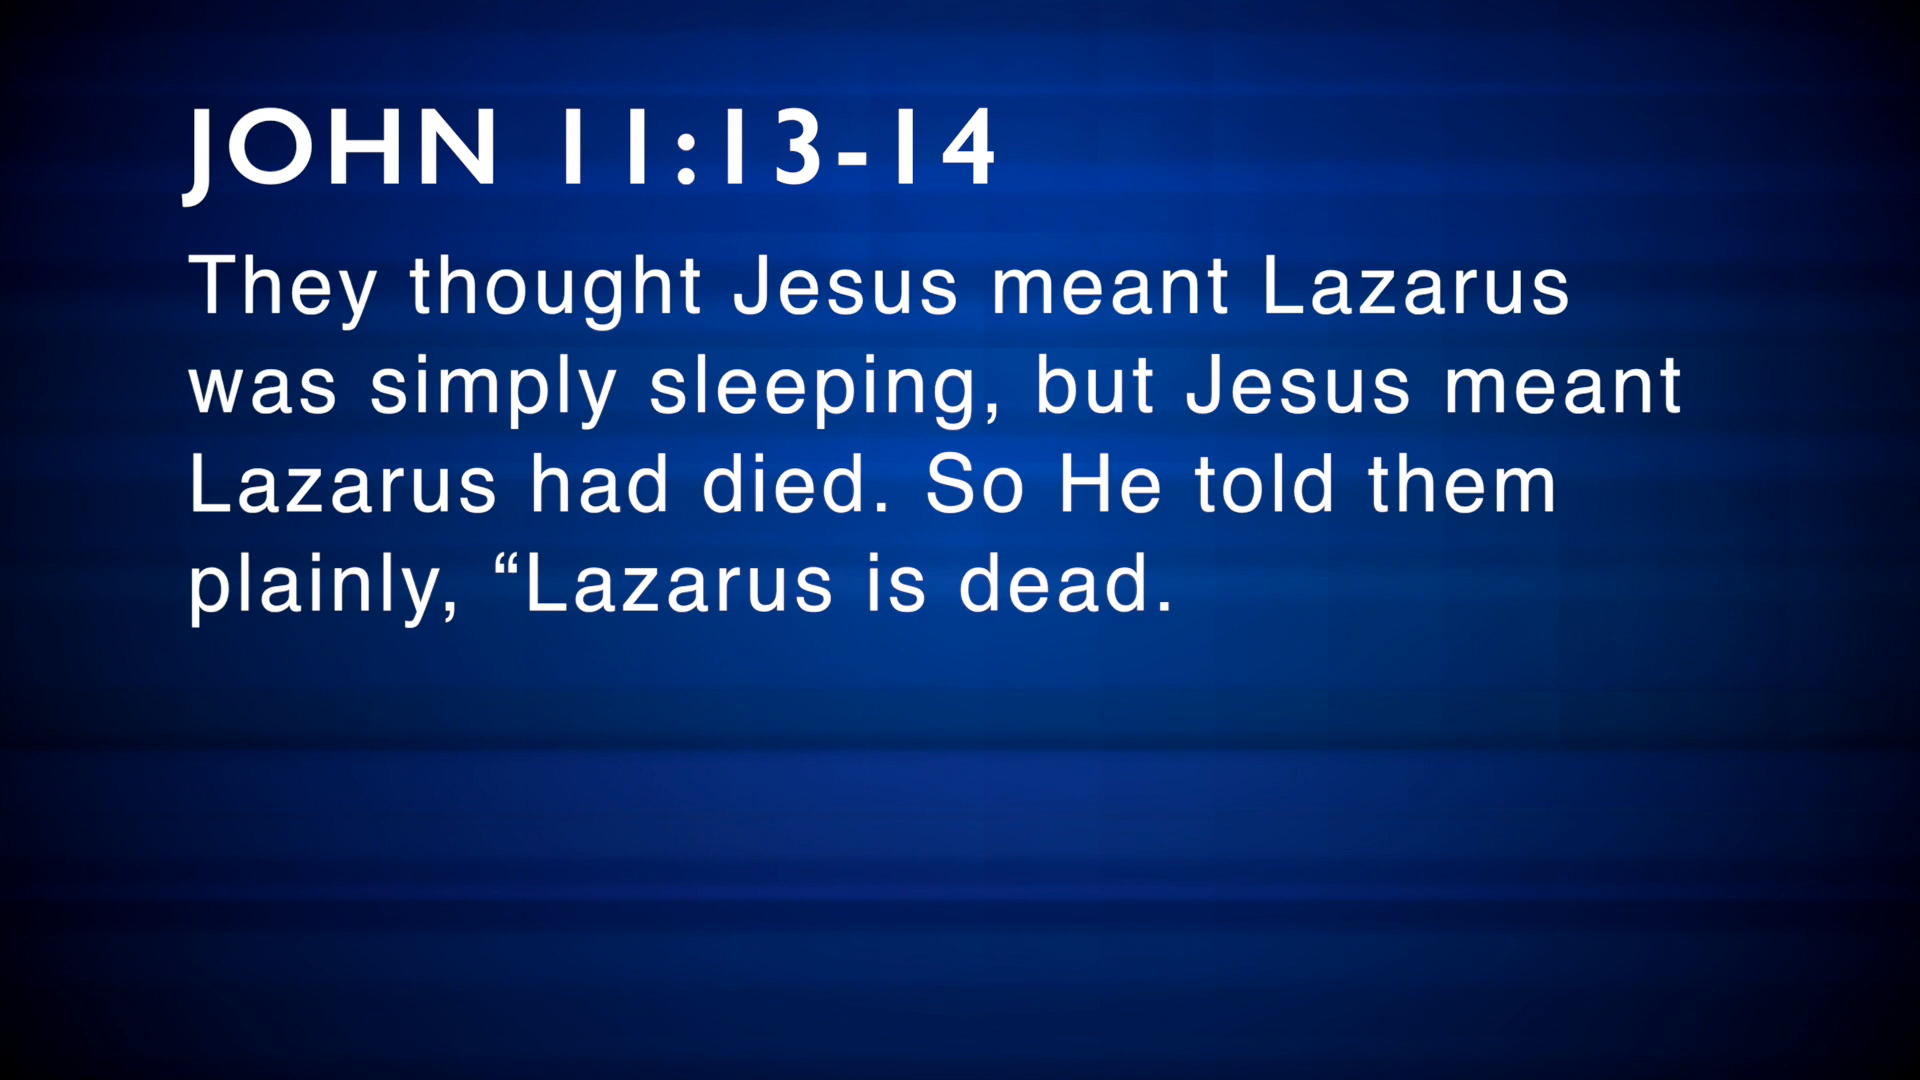 JOHN 11:13-14
They thought Jesus meant Lazarus
was simply sleeping, but Jesus meant
Lazarus had died. So He told them
plainly, “Lazarus is dead.